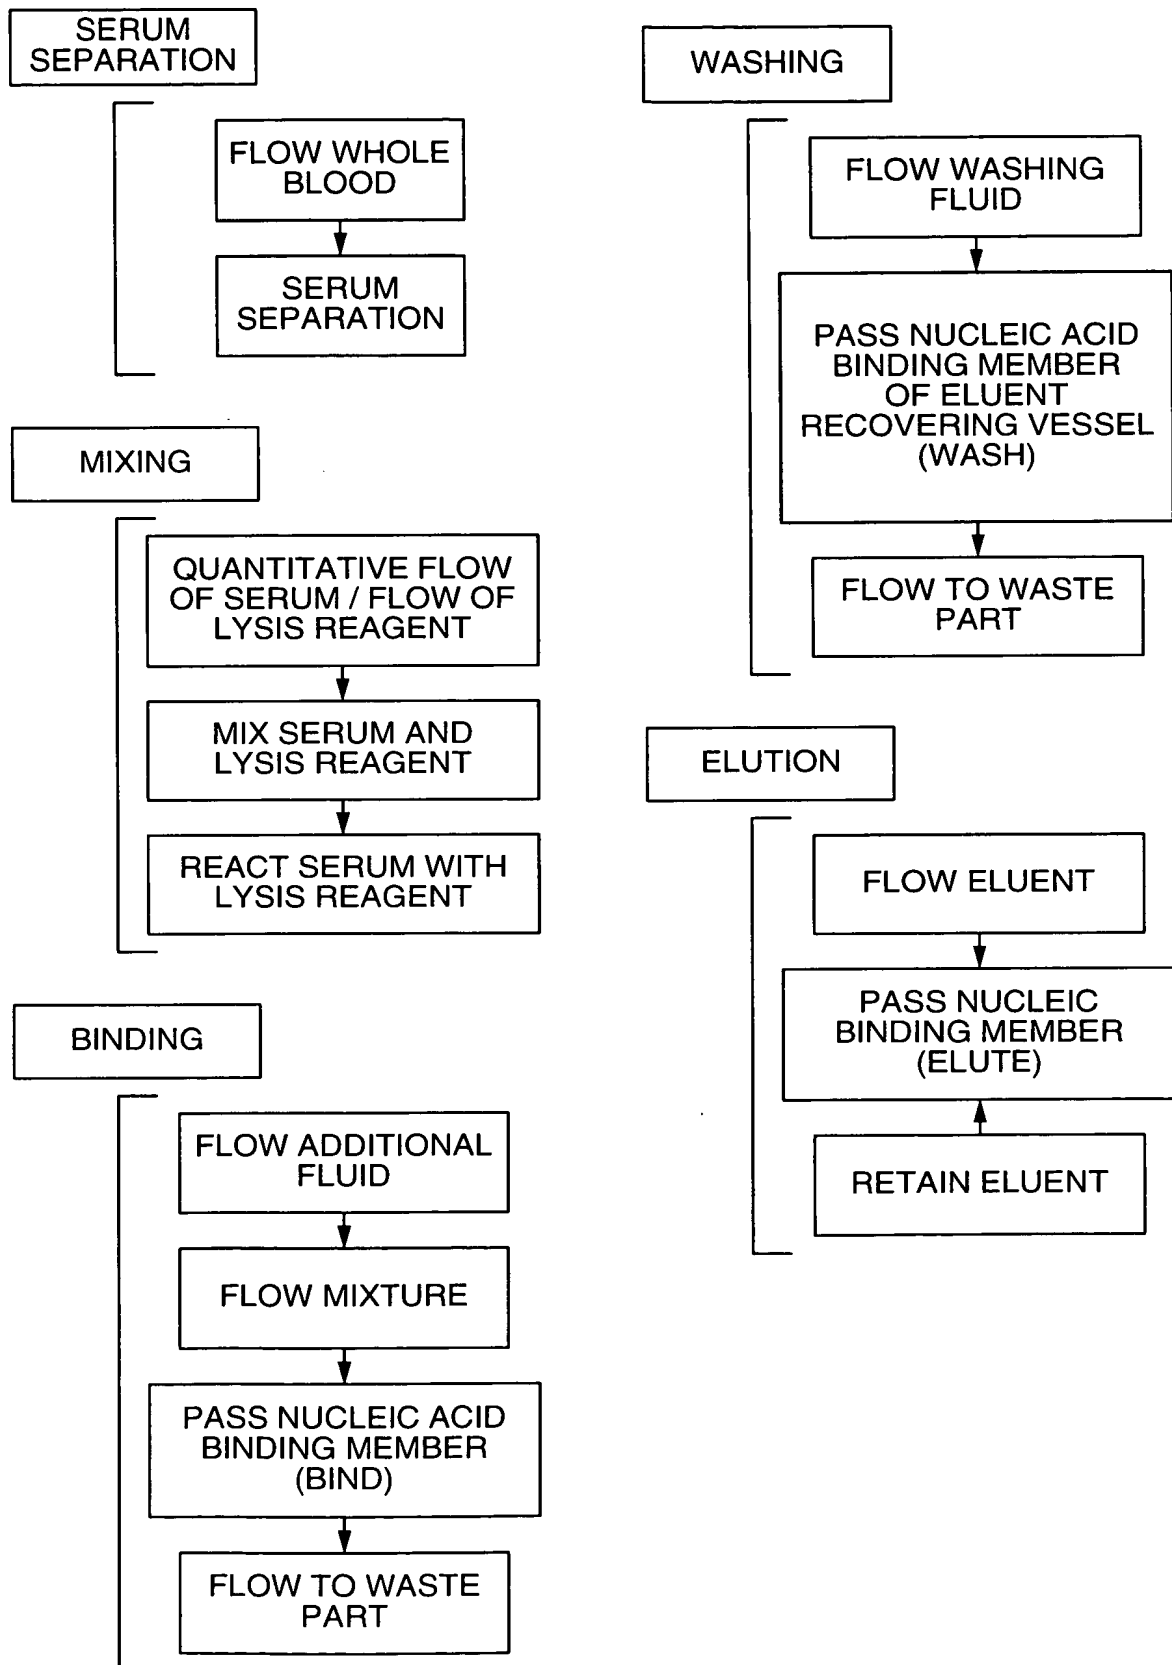 SERUM
SEPARATION
FLOW WHOLE
BLOOD
SERUM
SEPARATION
MIXING
QUANTITATIVE FLOW
OF SERUM / FLOW OF
LYSIS REAGENT
MIX SERUM AND
LYSIS REAGENT
REACT SERUM WITH
LYSIS REAGENT
BINDING
FLOW ADDITIONAL
FLUID
FLOW MIXTURE
PASS NUCLEIC ACID
BINDING MEMBER
(BIND)
FLOW TO WASTE
PART
WASHING
FLOW WASHING
FLUID
PASS NUCLEIC ACID
BINDING MEMBER
OF ELUENT
RECOVERING VESSEL
(WASH)
FLOW TO WASTE
PART
ELUTION
FLOW ELUENT
PASS NUCLEIC
BINDING MEMBER
(ELUTE)
RETAIN ELUENT